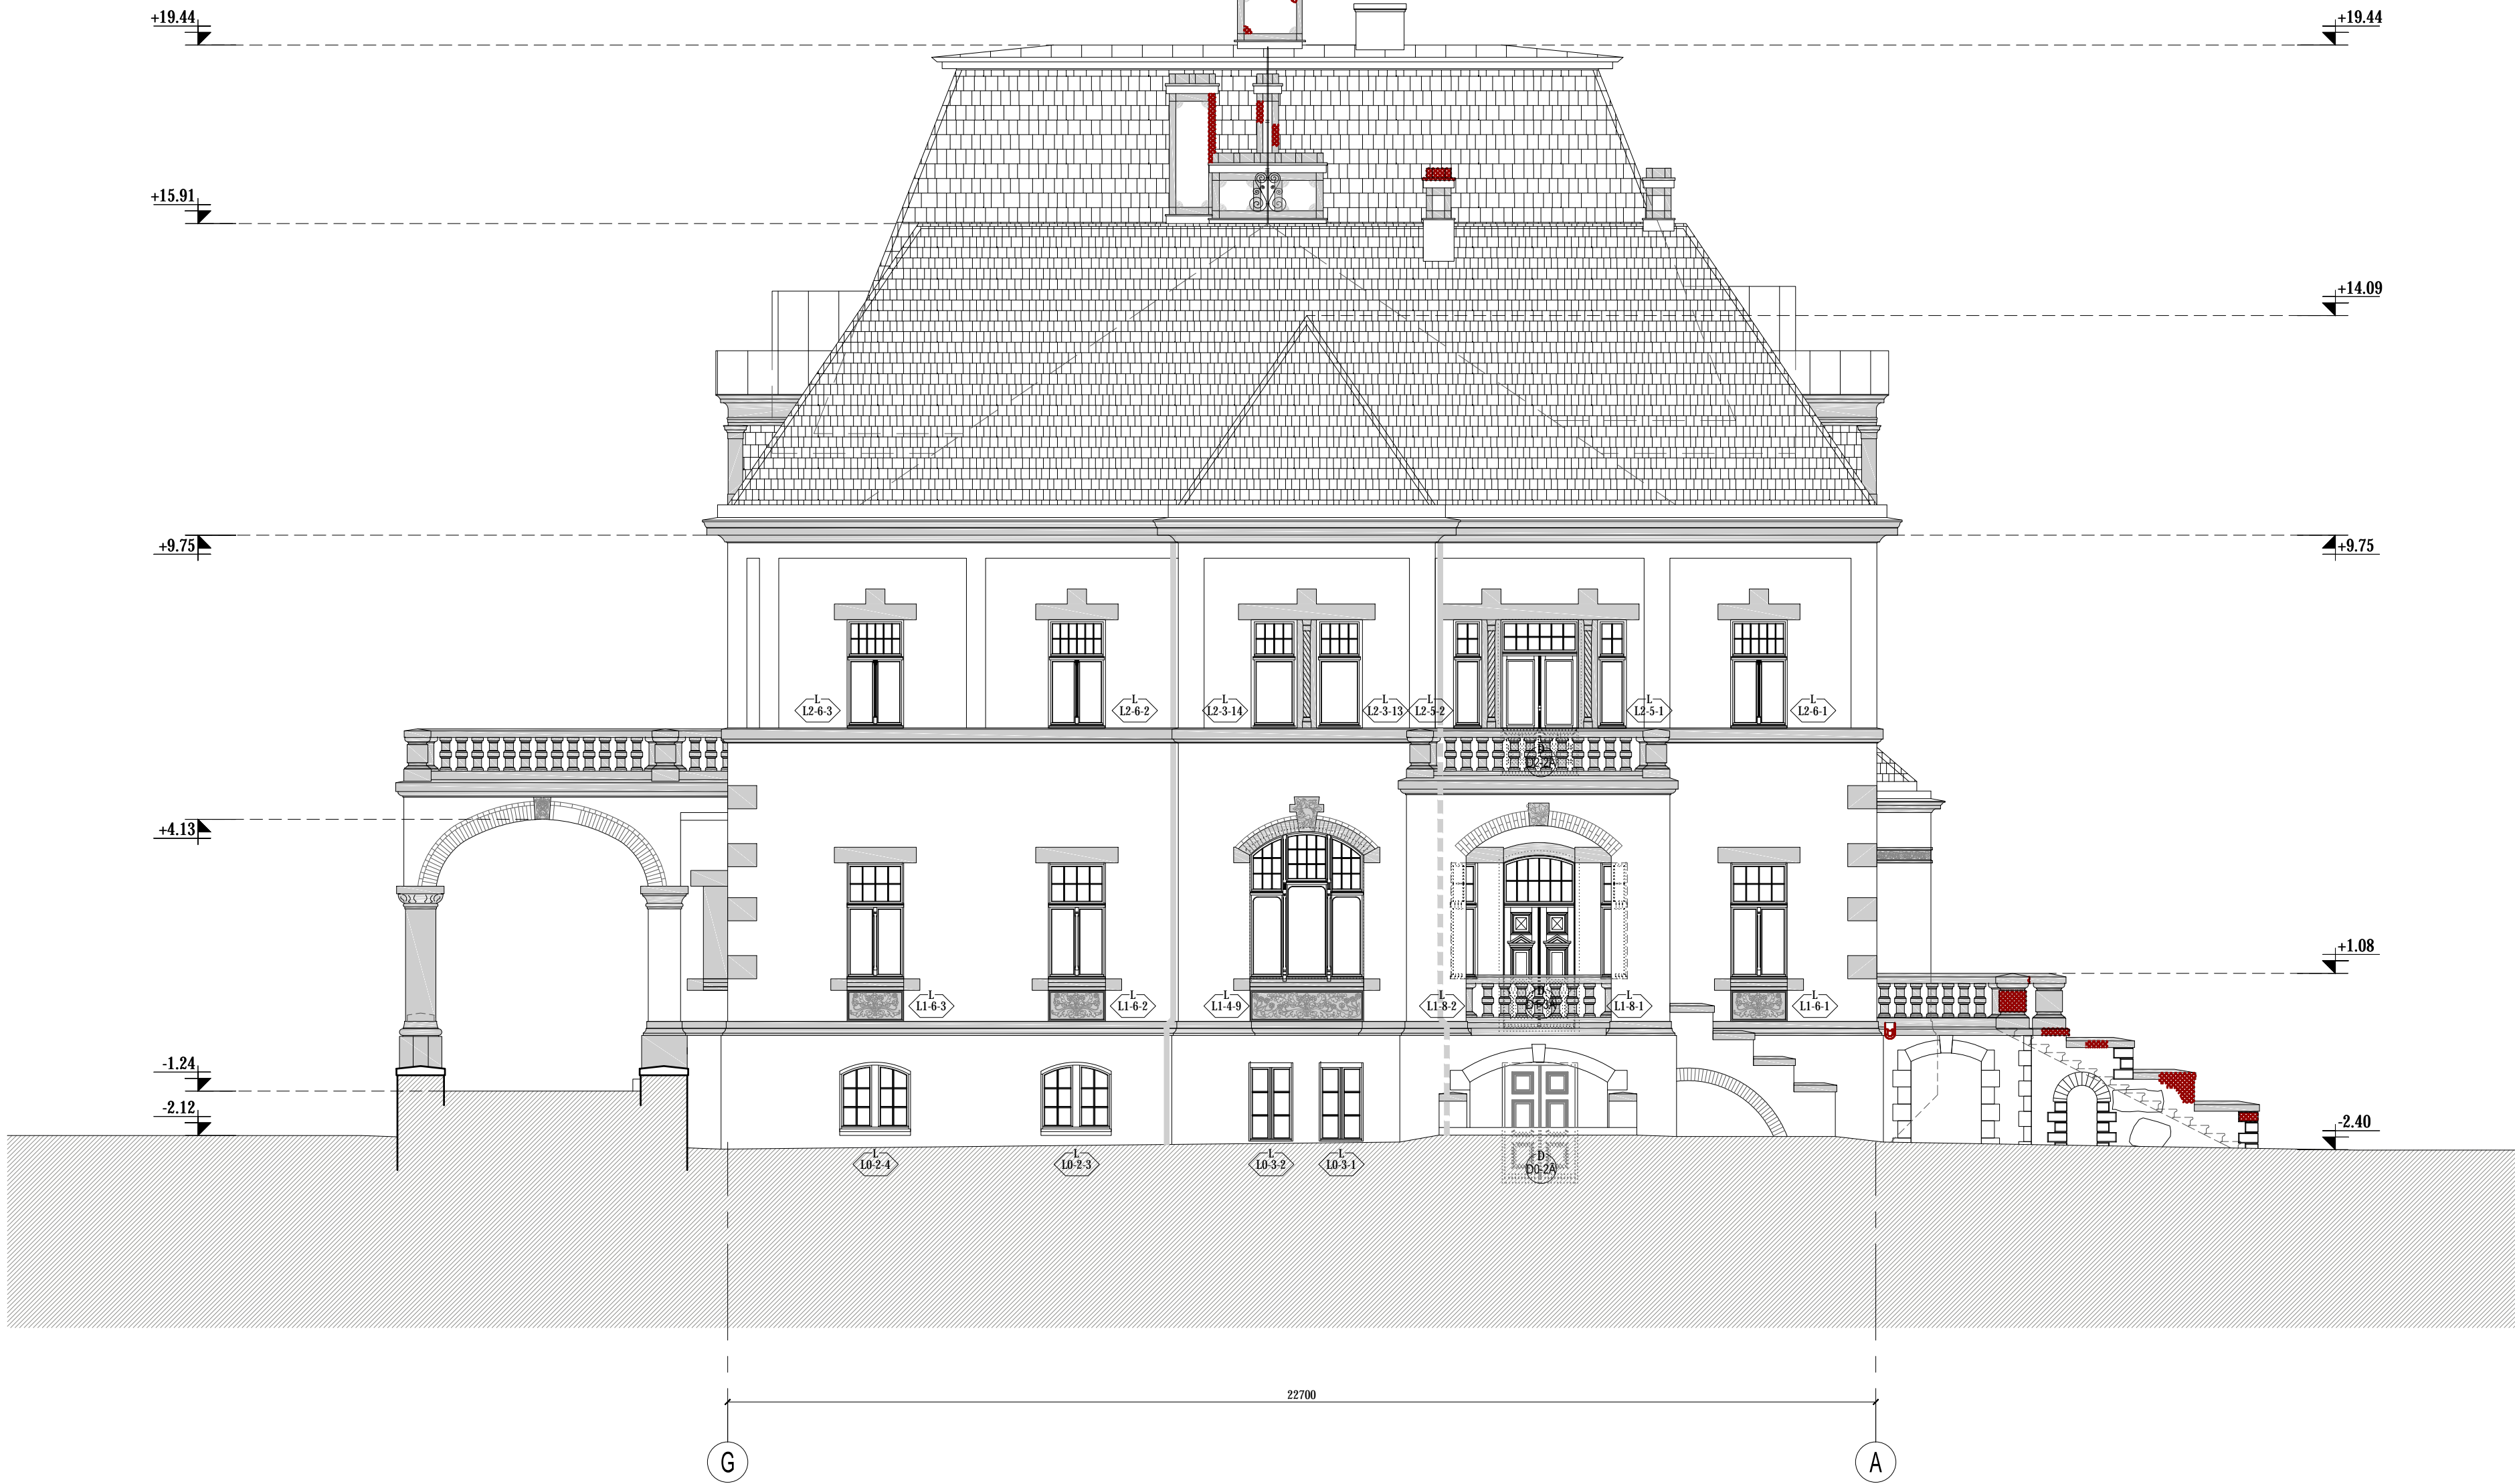 +19.44
+19.44
+15.91
+14.09
+9.75
+9.75
L
L2-6-3
L
L2-6-2
L
L2-3-14
L
L2-3-13
L
L2-5-2
L
L2-5-1
L
L2-6-1
D
D2-2A
+4.13
+1.08
L
L1-6-3
L
L1-6-2
L
L1-4-9
L
L1-8-2
D
L
L1-8-1
L
L1-6-1
-1.24
-2.12
-2.40
L
L0-2-4
L
L0-2-3
L
L0-3-2
L
L0-3-1
D
D0-2A
22700
G
A